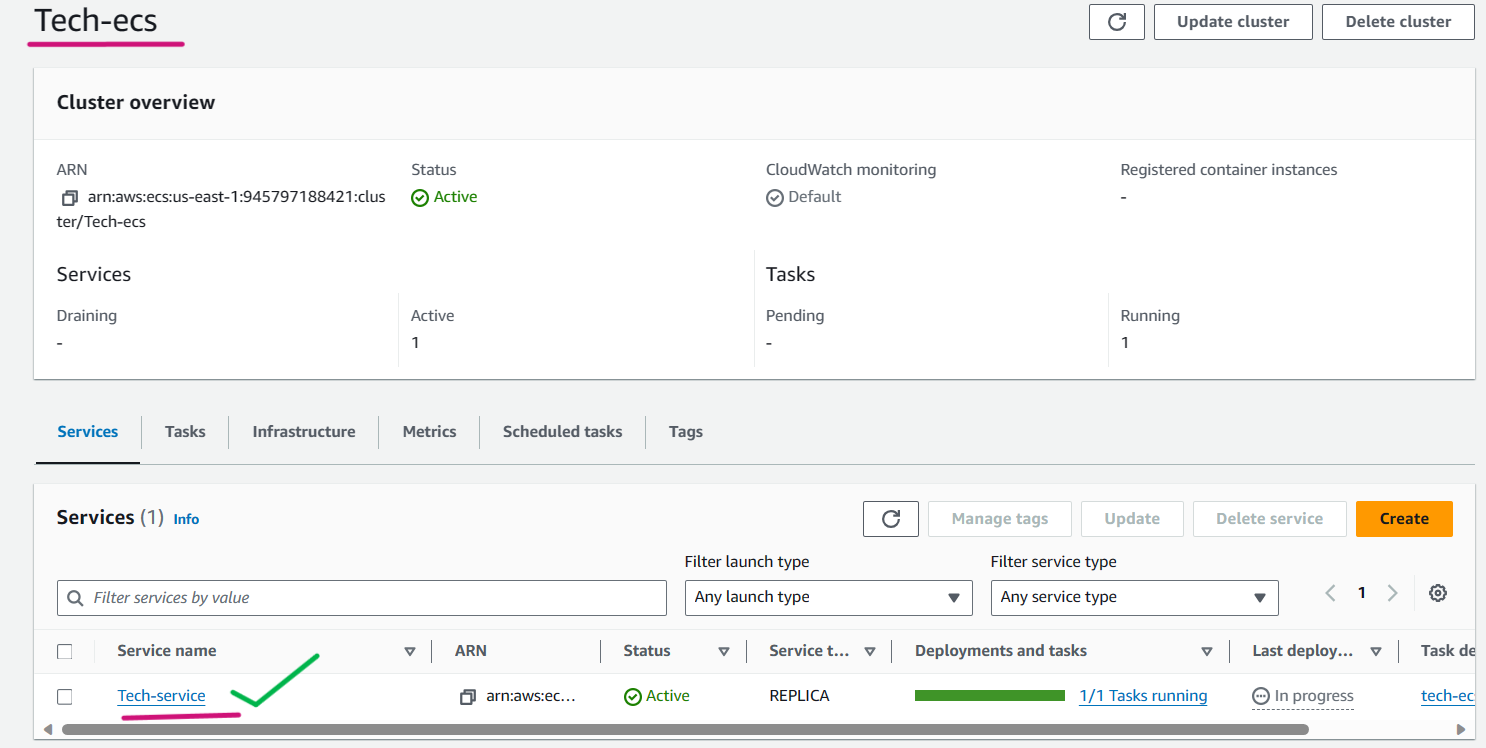 Tech-ecs
Update cluster
Delete cluster
Cluster overview
ARN
Status
CloudWatch monitoring
Registered container instances
arn:aws:ecs:us-east-1:945797188421:clus
ter/Tech-ecs
Active
Default
-
Services
Tasks
Draining
Active
Pending
Running
-
1
-
1
Services
Tasks
Infrastructure
Metrics
Scheduled tasks
Tags
Services (1) Info
Manage tags
Update
Delete service
Create
Filter launch type
Filter service type
Filter services by value
Any launch type
Any service type
1
Service name
ARN
Status
Service t...
Deployments and tasks
Last deploy...
Task de
Tech-service
arn:aws:ec...
Active
REPLICA
1/1 Tasks running
In progress
tech-ec